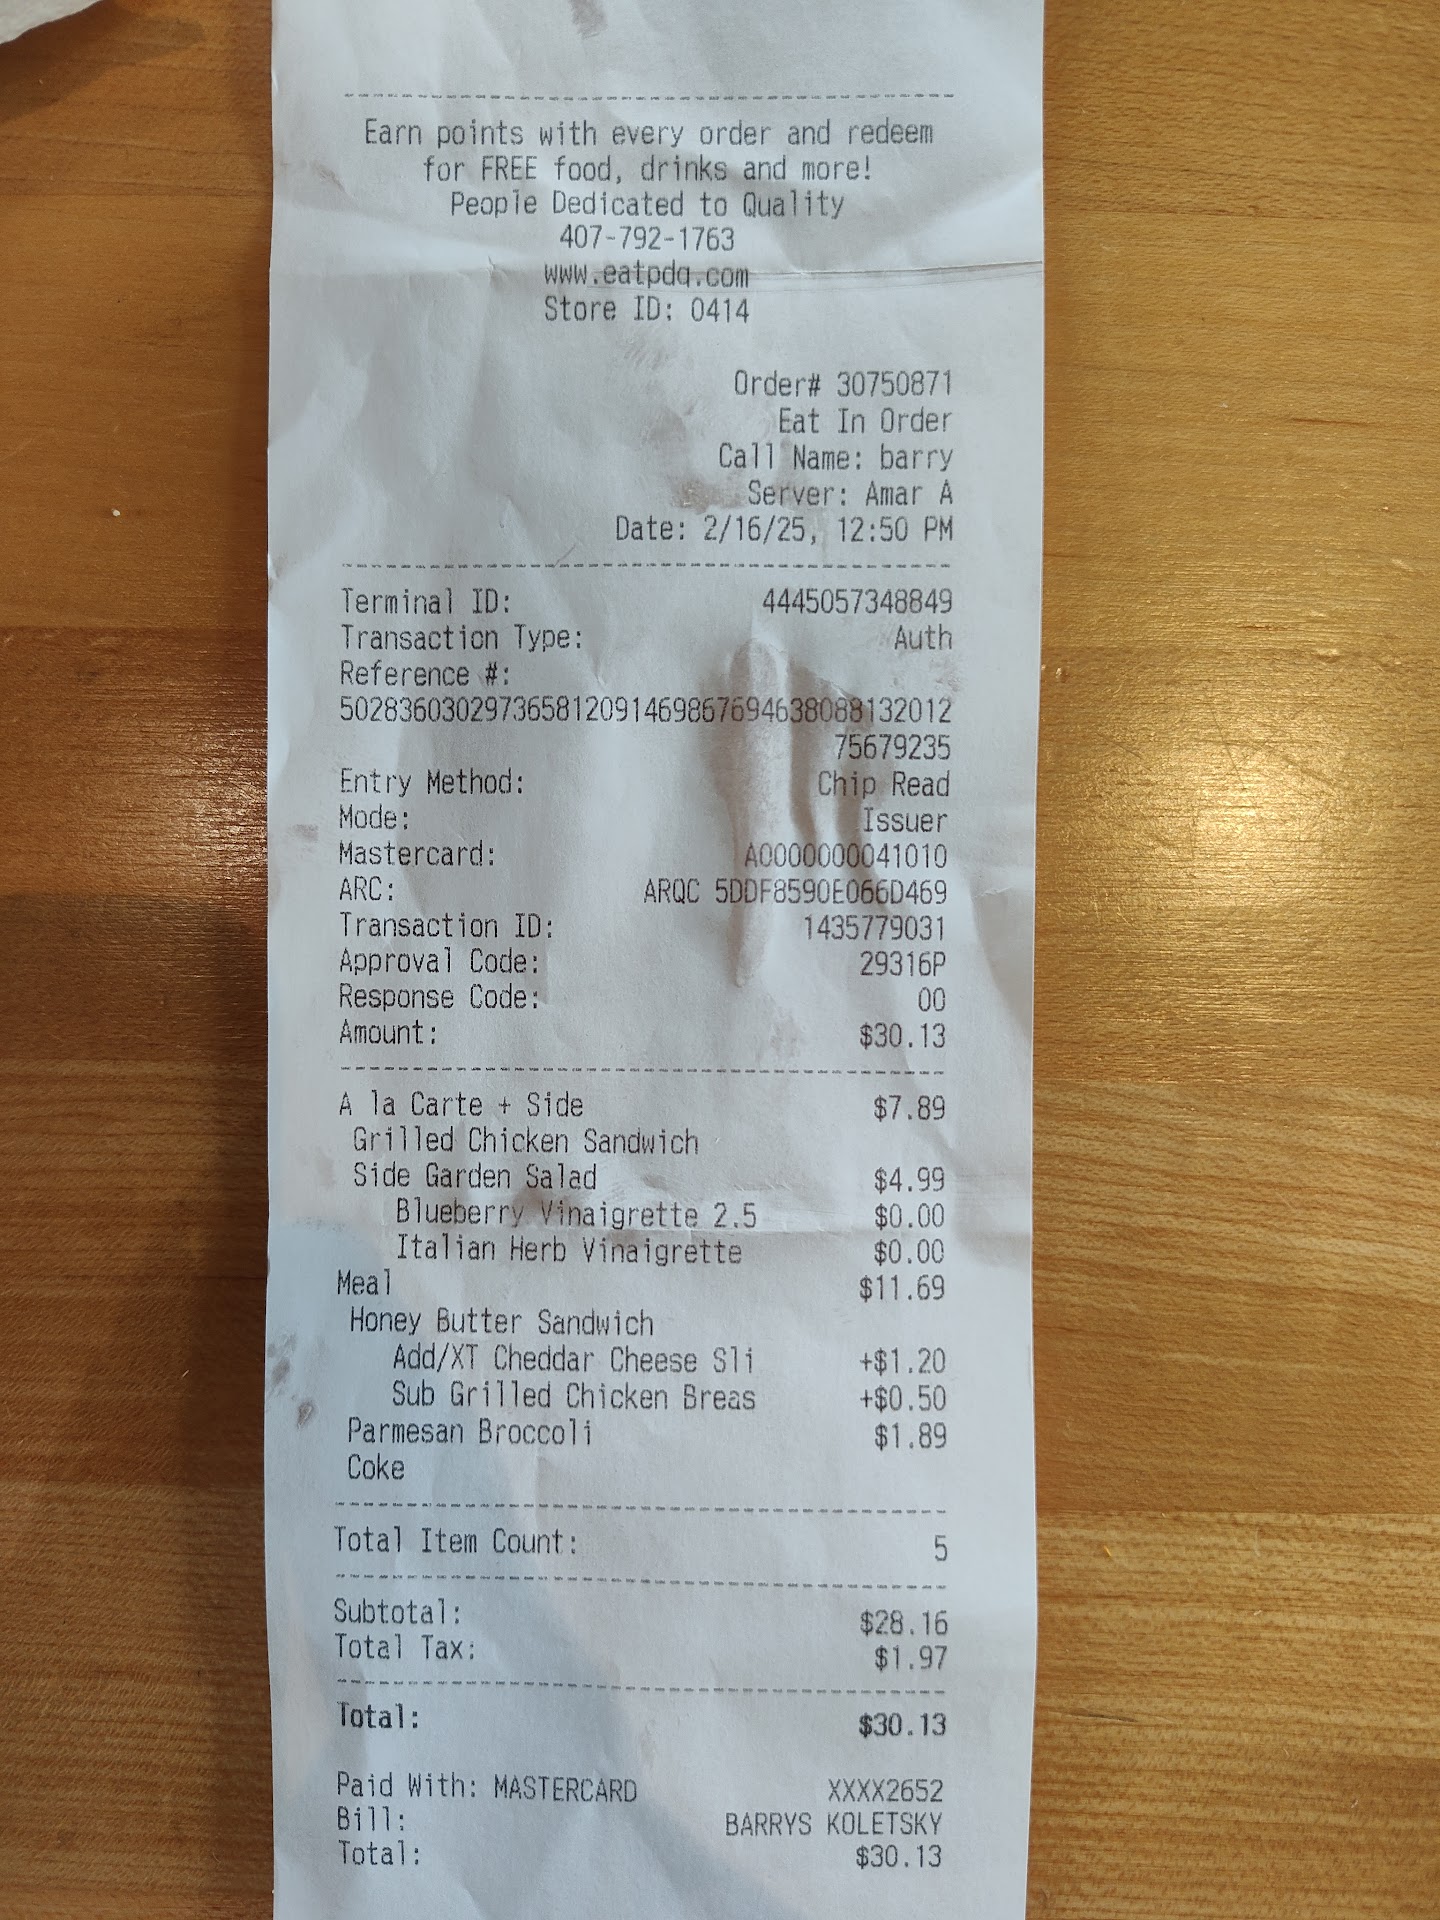 Earn points with every order and redeem
for FREE food, drinks and more!
People Dedicated to Quality
407-792-1763
www.eatpdq.com
Store ID: 0414
Order# 30750871
Eat In Order
Call Name: barry
Server: Amar A
Date: 2/16/25, 12:50 PM
Terminal ID: 4445057348849
Transaction Type: Auth
Reference #:
502836030297365812091469867694638088132012
75679235
Entry Method: Chip Read
Mode: Issuer
Mastercard: A0000000041010
ARC: ARQC 5DDF8590E066D469
Transaction ID: 1435779031
Approval Code: 29316P
Response Code: 00
Amount: $30.13
A la Carte + Side $7.89
Grilled Chicken Sandwich
Side Garden Salad $4.99
Blueberry Vinaigrette 2.5 $0.00
Italian Herb Vinaigrette $0.00
Meal $11.69
Honey Butter Sandwich
Add/XT Cheddar Cheese Sli +$1.20
Sub Grilled Chicken Breas +$0.50
Parmesan Broccoli $1.89
Coke
Total Item Count: 5
Subtotal: $28.16
Total Tax: $1.97
Total: $30.13
Paid With: MASTERCARD XXXX2652
Bill: BARRYS KOLETSKY
Total: $30.13